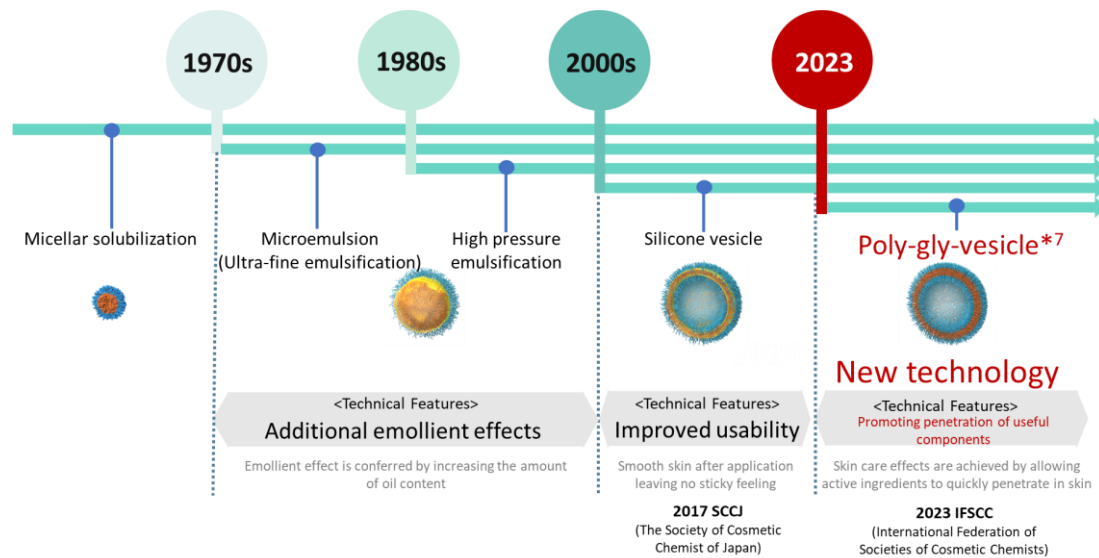 1970s
1980s
2000s
2023
Micellar solubilization
Microemulsion
(Ultra-fine emulsification)
High pressure
emulsification
Silicone vesicle
Poly-gly-vesicle*7
New technology
<Technical Features>
Additional emollient effects
Emollient effect is conferred by increasing the amount
of oil content
<Technical Features>
Improved usability
Smooth skin after application
leaving no sticky feeling
2017 SCCJ
(The Society of Cosmetic
Chemist of Japan)
<Technical Features>
Promoting penetration of useful
components
Skin care effects are achieved by allowing
active ingredients to quickly penetrate in skin
2023 IFSCC
(International Federation of
Societies of Cosmetic Chemists)